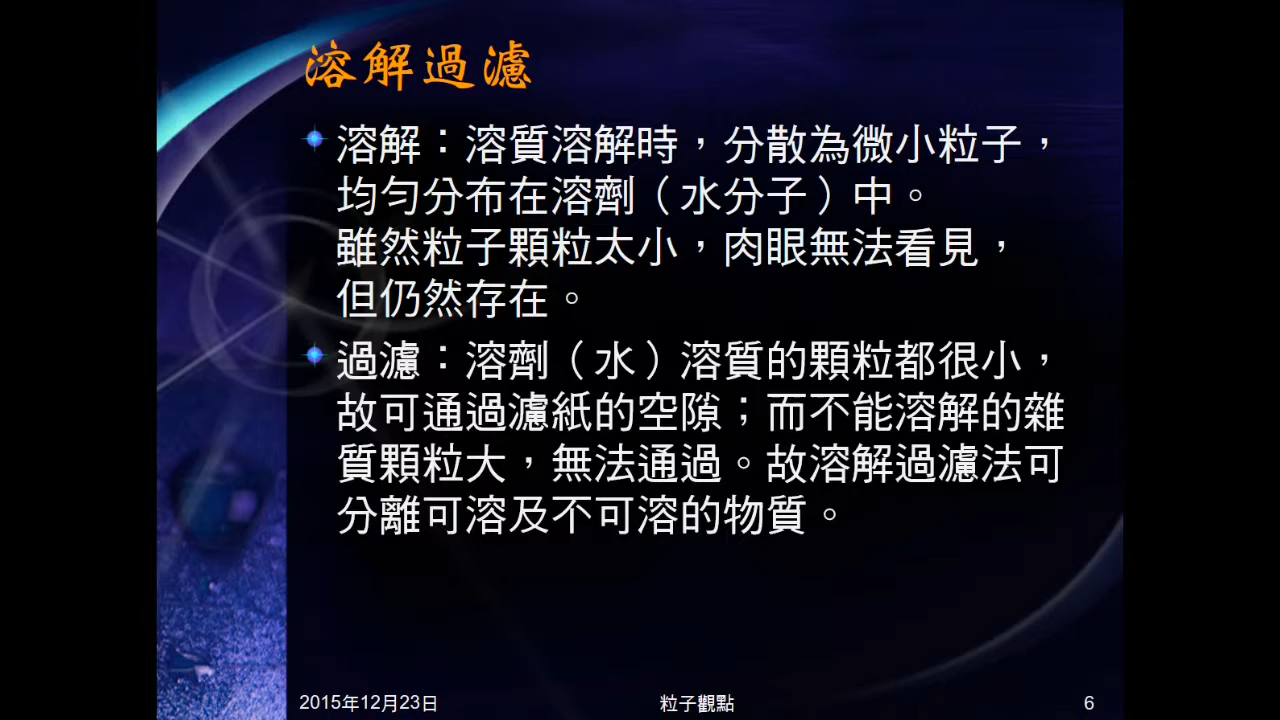 溶解過濾
溶解：溶質溶解時，分散為微小粒子，
均勻分布在溶劑（水分子）中。
雖然粒子顆粒太小，肉眼無法看見，
但仍然存在。
過濾：溶劑（水）溶質的顆粒都很小，
故可通過濾紙的空隙；而不能溶解的雜
質顆粒大，無法通過。故溶解過濾法可
分離可溶及不可溶的物質。
2015年12月23日
粒子觀點
6